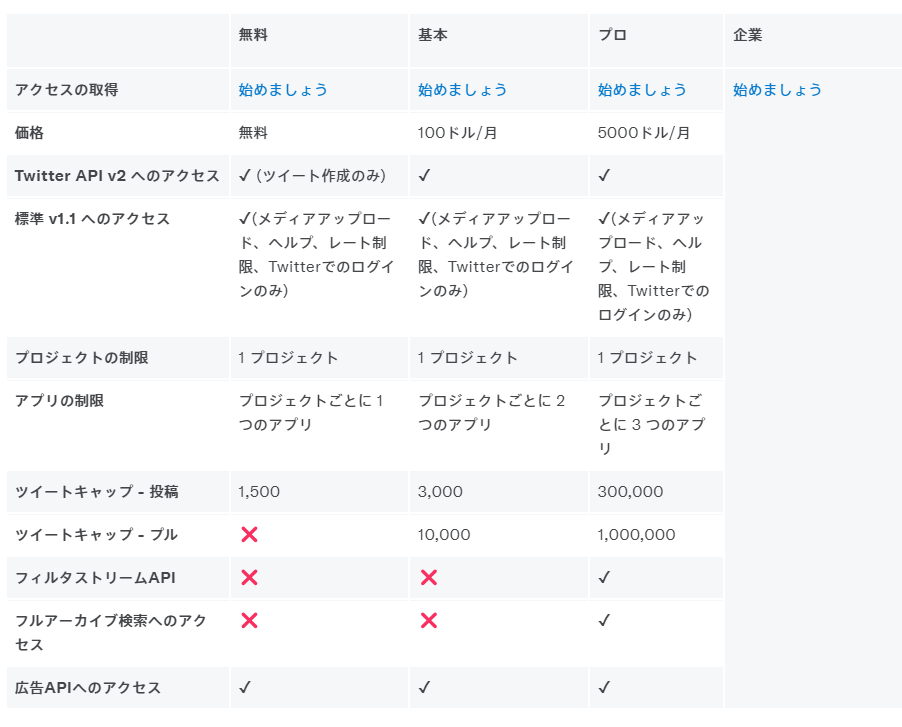 無料 基本 プロ 企業
アクセスの取得 始めましょう 始めましょう 始めましょう 始めましょう
価格 無料 100ドル/月 5000ドル/月
Twitter API v2 へのアクセス ✓ (ツイート作成のみ) ✓ ✓
標準 v1.1 へのアクセス ✓(メディアアップロー ✓(メディアアップロー ✓(メディアアッ
ド、ヘルプ、レート制 ド、ヘルプ、レート制 プロード、ヘル
限、Twitterでのログイ 限、Twitterでのログイ プ、レート制
ンのみ) ンのみ) 限、Twitterでの
ログインのみ)
プロジェクトの制限 1 プロジェクト 1 プロジェクト 1 プロジェクト
アプリの制限 プロジェクトごとに 1 プロジェクトごとに 2 プロジェクトご
つのアプリ つのアプリ とに 3 つのアプ
リ
ツイートキャップ - 投稿 1,500 3,000 300,000
ツイートキャップ - プル ❌ 10,000 1,000,000
フィルタストリームAPI ❌ ❌ ✓
フルアーカイブ検索へのアク ❌ ❌ ✓
セス
広告APIへのアクセス ✓ ✓ ✓